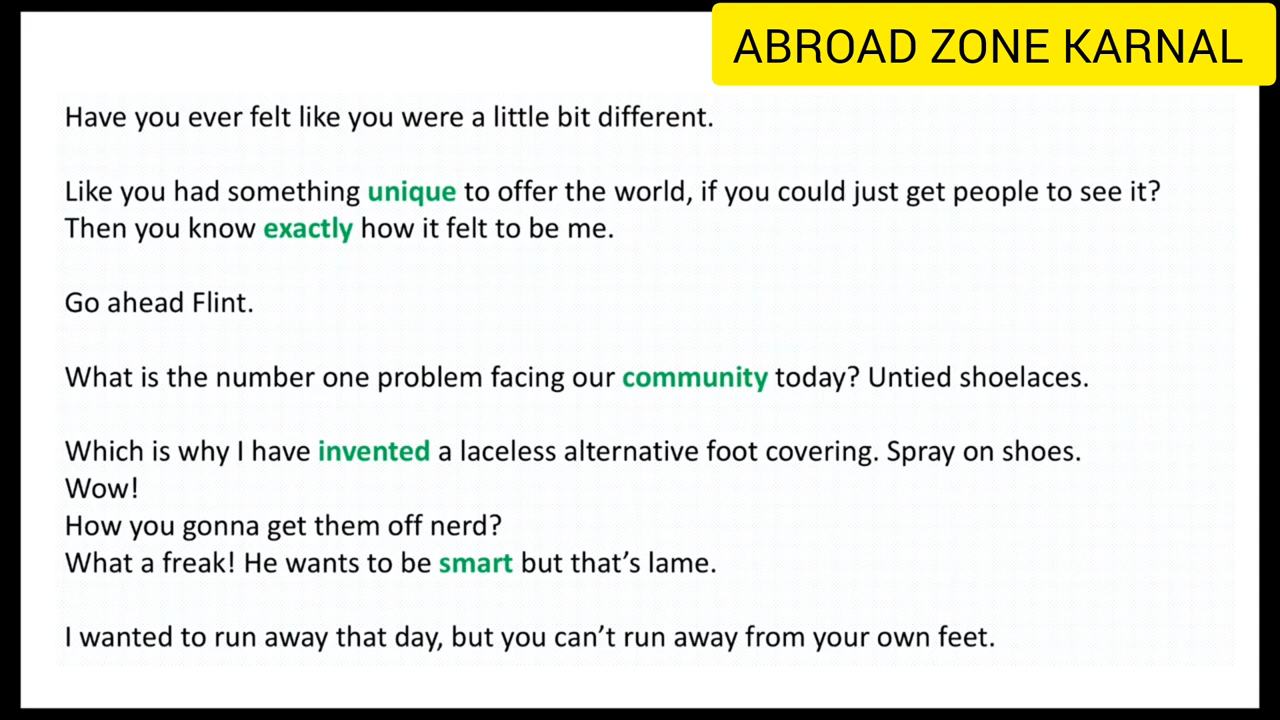 ABROAD ZONE KARNAL
Have you ever felt like you were a little bit different.
Like you had something unique to offer the world, if you could just get people to see it?
Then you know exactly how it felt to be me.
Go ahead Flint.
What is the number one problem facing our community today? Untied shoelaces.
Which is why I have invented a laceless alternative foot covering. Spray on shoes.
Wow!
How you gonna get them off nerd?
What a freak! He wants to be smart but that’s lame.
I wanted to run away that day, but you can’t run away from your own feet.